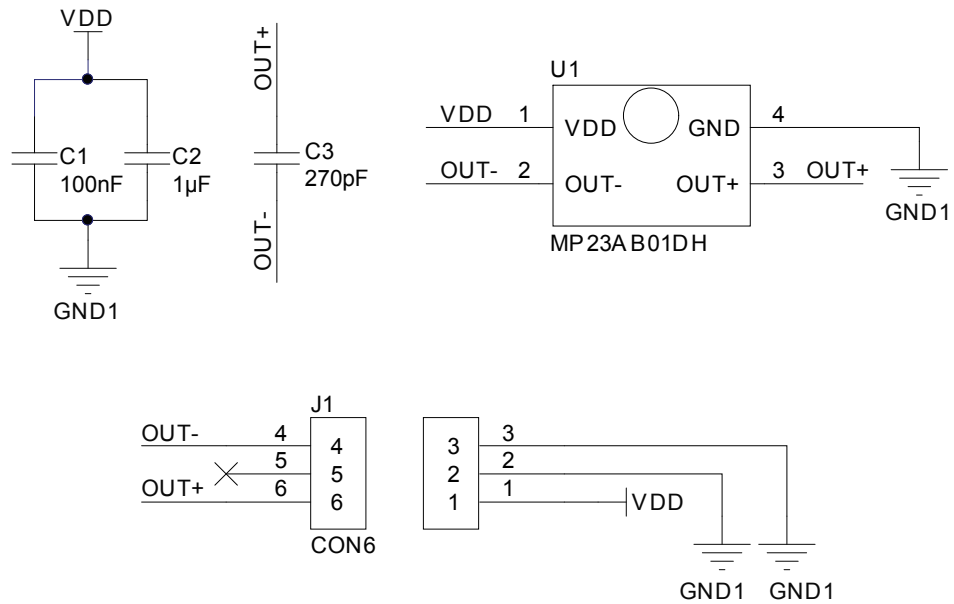 VDD
C1
100nF
C2
1µF
GND1
OUT+
C3
270pF
OUT-
U1
VDD 1 VDD GND 4
OUT- 2 OUT- OUT+ 3 OUT+
GND1
MP23AB01DH
J1
OUT- 4 4 3 3
5 5 2 2
OUT+ 6 6 1 1 VDD
CON6
GND1 GND1